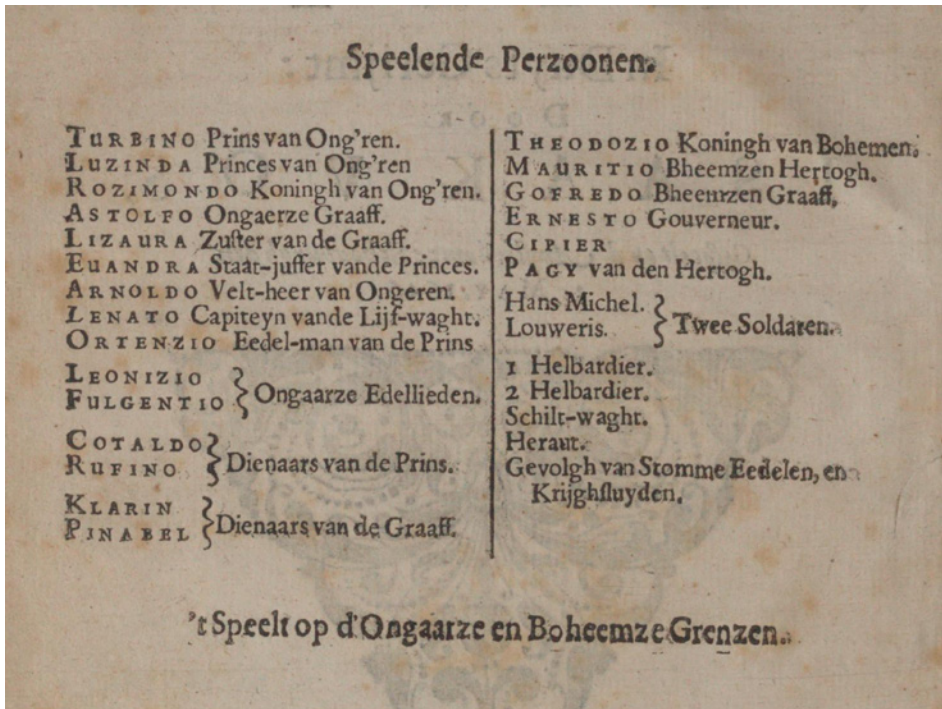 Speelende Perzoonen.
TURBINO Prins van Ong'ren.
LUZINDA Princes van Ong'ren
ROZIMONDO Koningh van Ong'ren.
ASTOLFO Ongaerze Graaff.
LIZAURA Zuster van de Graaff.
EUANDRA Staat-juffer vande Princes.
ARNOLDO Velt-heer van Ongeren.
LENATO Capiteyn vande Lijf-waght.
ORTENZIO Eedel-man van de Prins
LEONIZIO
FULGENTIO } Ongaarze Edellieden.
COTALDO
RUFINO } Dienaars van de Prins.
KLARIN
PINABEL } Dienaars van de Graaff.
THEODOZIO Koningh van Bohemen.
MAURITIO Bheemzen Hertogh.
GOFREDO Bheemzen Graaff.
ERNESTO Gouverneur.
CIPIER
PAGY van den Hertogh.
Hans Michel.
Louweris. } Twee Soldaten.
1 Helbardier.
2 Helbardier.
Schilt-waght.
Heraut.
Gevolgh van Stomme Eedelen, en
Krijghsluyden.
't Speelt op d'Ongaarze en Boheemze Grenzen.